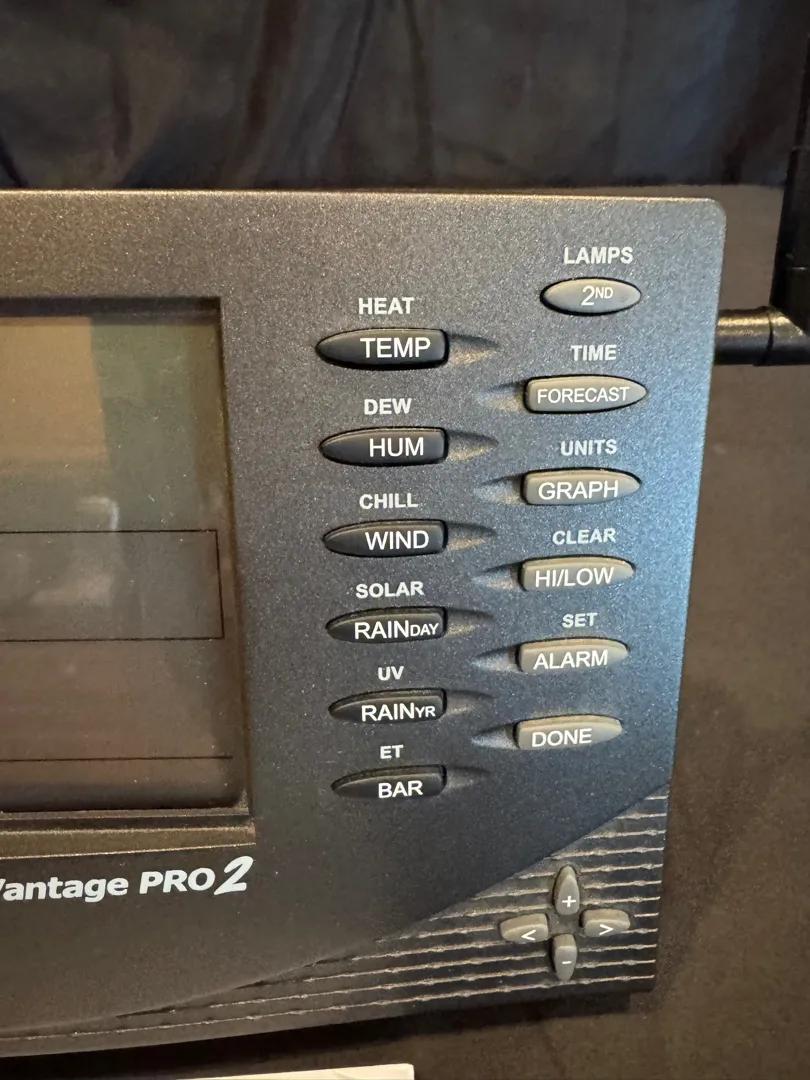 LAMPS
2ND
HEAT
TEMP
TIME
FORECAST
DEW
HUM
UNITS
GRAPH
CHILL
WIND
CLEAR
HI/LOW
SOLAR
RAINDAY
SET
ALARM
UV
RAINYR
DONE
ET
BAR
Vantage PRO2
+
< >
-